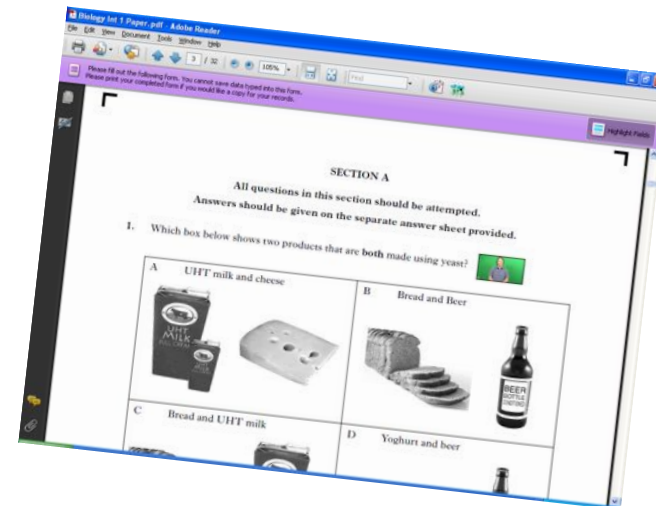 Biology Int 1 Paper.pdf - Adobe Reader
File Edit View Document Tools Window Help
3 / 32 105% Find
Please fill out the following form. You cannot save data typed into this form.
Please print your completed form if you would like a copy for your records.
Highlight Fields
SECTION A
All questions in this section should be attempted.
Answers should be given on the separate answer sheet provided.
1. Which box below shows two products that are both made using yeast?
A UHT milk and cheese
B Bread and Beer
UHT
MILK
BEER
BOTTLE
C Bread and UHT milk
D Yoghurt and beer